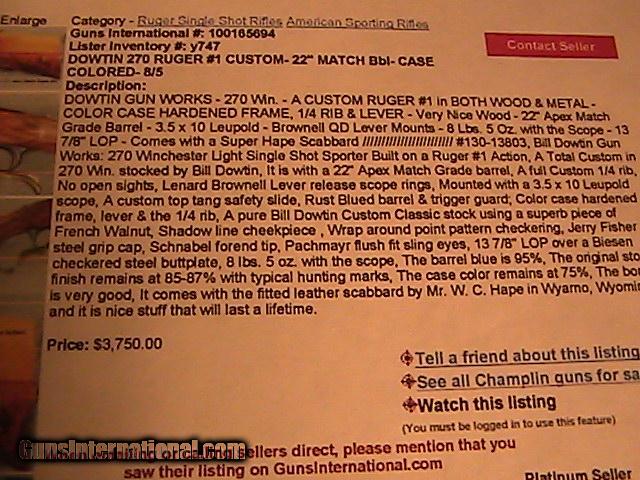 Enlarge
Category - Ruger Single Shot Rifles American Sporting Rifles
Guns International #: 100165694
Lister Inventory #: y747
Contact Seller
DOWTIN 270 RUGER #1 CUSTOM- 22" MATCH Bbl- CASE
COLORED- 8/5
Description:
DOWTIN GUN WORKS - 270 Win. - A CUSTOM RUGER #1 in BOTH WOOD & METAL -
COLOR CASE HARDENED FRAME, 1/4 RIB & LEVER - Very Nice Wood - 22" Apex Match
Grade Barrel - 3.5 x 10 Leupold - Brownell QD Lever Mounts - 8 Lbs. 5 Oz. with the Scope - 13
7/8" LOP - Comes with a Super Hape Scabbard ////////////////////////// #130-13803, Bill Dowtin Gun
Works: 270 Winchester Light Single Shot Sporter Built on a Ruger #1 Action, A Total Custom in
270 Win. stocked by Bill Dowtin, It is with a 22" Apex Match Grade barrel, A full Custom 1/4 rib,
No open sights, Lenard Brownell Lever release scope rings, Mounted with a 3.5 x 10 Leupold
scope, A custom top tang safety slide, Rust Blued barrel & trigger guard; Color case hardened
frame, lever & the 1/4 rib, A pure Bill Dowtin Custom Classic stock using a superb piece of
French Walnut, Shadow line cheekpiece , Wrap around point pattern checkering, Jerry Fisher
steel grip cap, Schnabel forend tip, Pachmayr flush fit sling eyes, 13 7/8" LOP over a Biesen
checkered steel buttplate, 8 lbs. 5 oz. with the scope, The barrel blue is 95%, The original sto
finish remains at 85-87% with typical hunting marks, The case color remains at 75%, The bor
is very good, It comes with the fitted leather scabbard by Mr. W. C. Hape in Wyarno, Wyomin
and it is nice stuff that will last a lifetime.
Price: $3,750.00
Tell a friend about this listing
See all Champlin guns for sa
Watch this listing
(You must be logged in to use this feature)
sellers direct, please mention that you
saw their listing on GunsInternational.com
GunsInternational.com
Platinum Seller